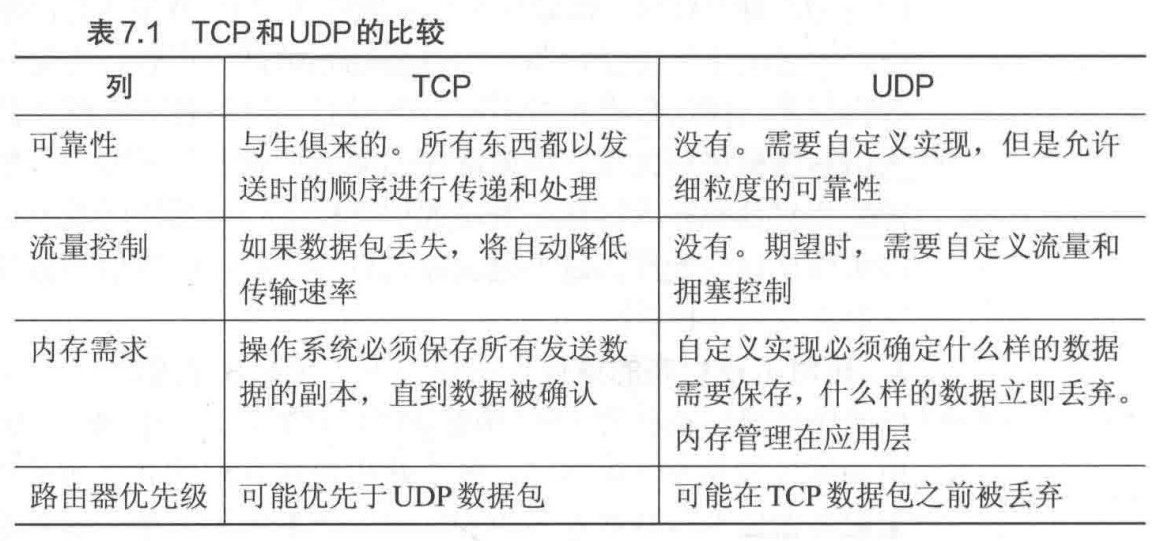 表7.1 TCP和UDP的比较
列 TCP UDP
可靠性 与生俱来的。所有东西都以发 没有。需要自定义实现，但是允许
送时的顺序进行传递和处理 细粒度的可靠性
流量控制 如果数据包丢失，将自动降低 没有。期望时，需要自定义流量和
传输速率 拥塞控制
内存需求 操作系统必须保存所有发送数 自定义实现必须确定什么样的数据
据的副本，直到数据被确认 需要保存，什么样的数据立即丢弃。
内存管理在应用层
路由器优先级 可能优先于UDP数据包 可能在TCP数据包之前被丢弃